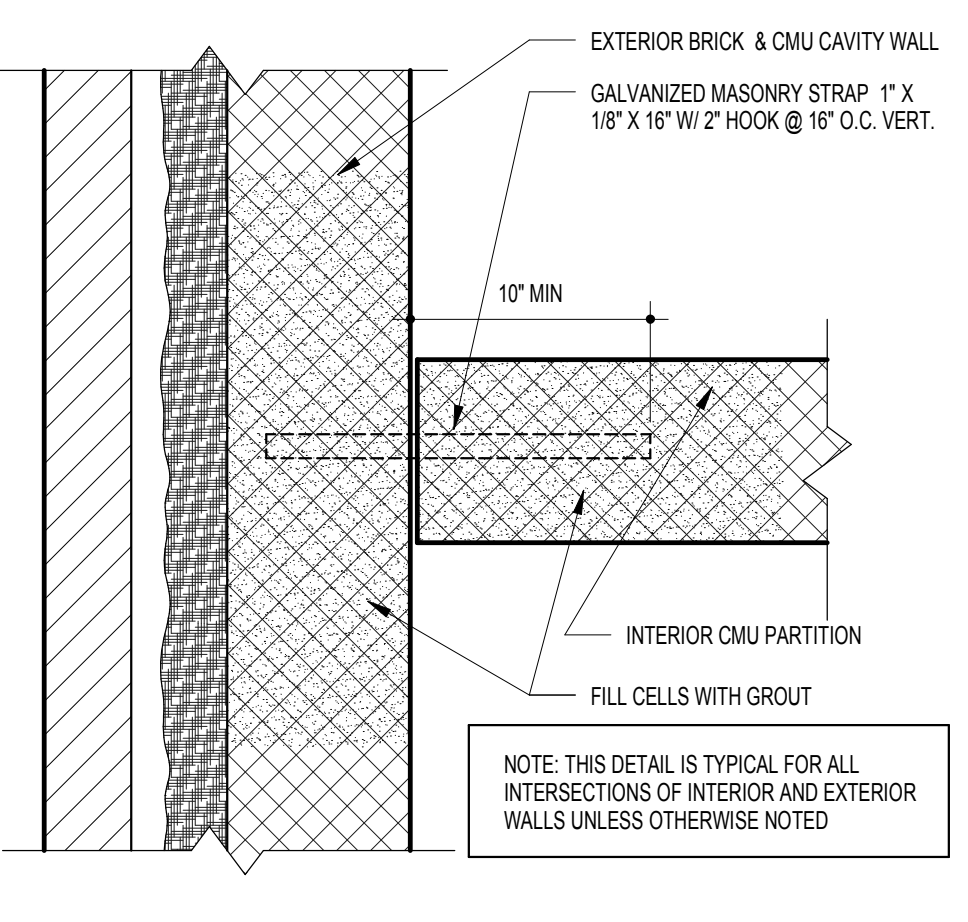 EXTERIOR BRICK & CMU CAVITY WALL
GALVANIZED MASONRY STRAP 1" X
1/8" X 16" W/ 2" HOOK @ 16" O.C. VERT.
10" MIN
INTERIOR CMU PARTITION
FILL CELLS WITH GROUT
NOTE: THIS DETAIL IS TYPICAL FOR ALL
INTERSECTIONS OF INTERIOR AND EXTERIOR
WALLS UNLESS OTHERWISE NOTED